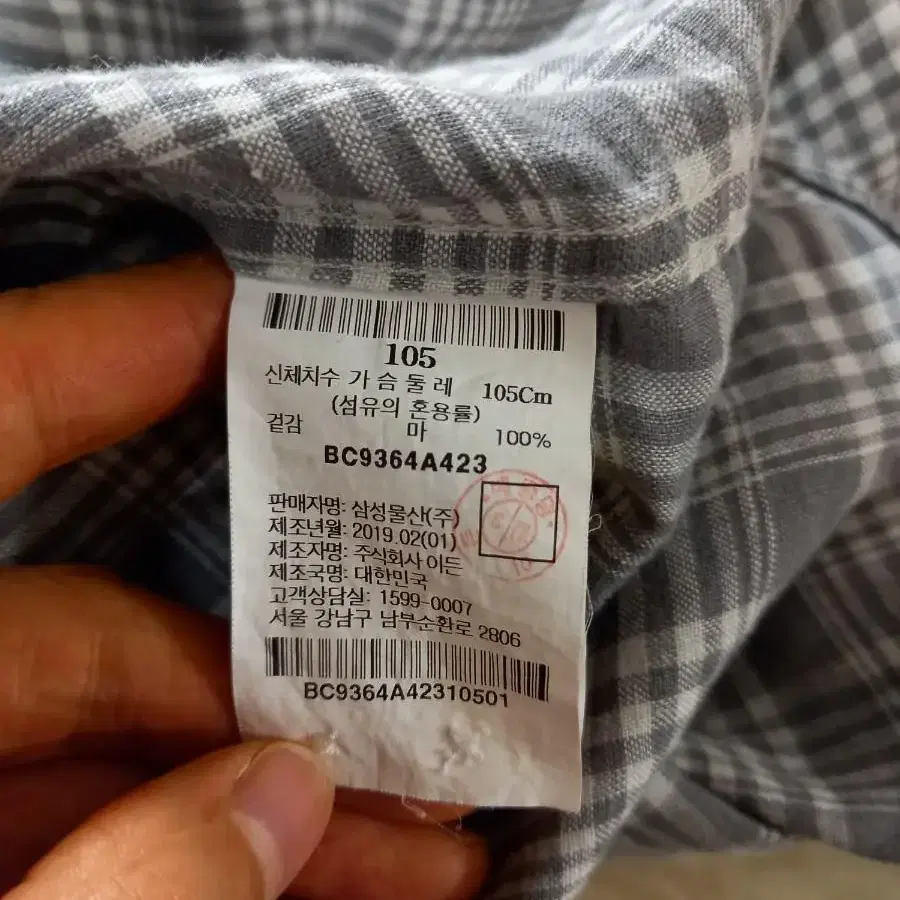 105
신체치수 가 슴 둘 레 105Cm
(섬유의 혼용률)
겉감 마 100%
BC9364A423
판매자명: 삼성물산(주)
제조년월: 2019.02(01)
제조자명: 주식회사 이든
제조국명: 대한민국
고객상담실: 1599-0007
서울 강남구 남부순환로 2806
BC9364A42310501